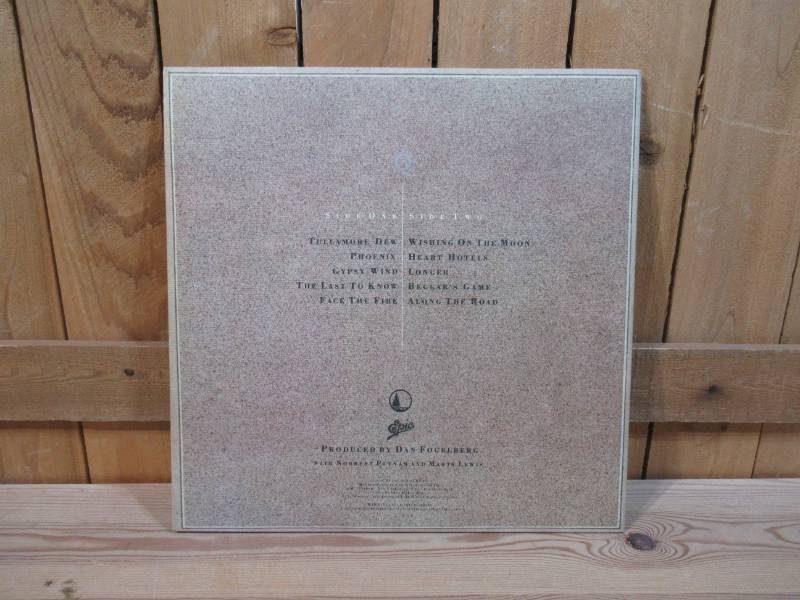 SIDE ONE SIDE TWO
TULLAMORE DEW WISHING ON THE MOON
PHOENIX HEART HOTELS
GYPSY WIND LONGER
THE LAST TO KNOW BEGGAR'S GAME
FACE THE FIRE ALONG THE ROAD
Epic
PRODUCED BY DAN FOGELBERG
WITH NORBERT PUTNAM AND MARTY LEWIS